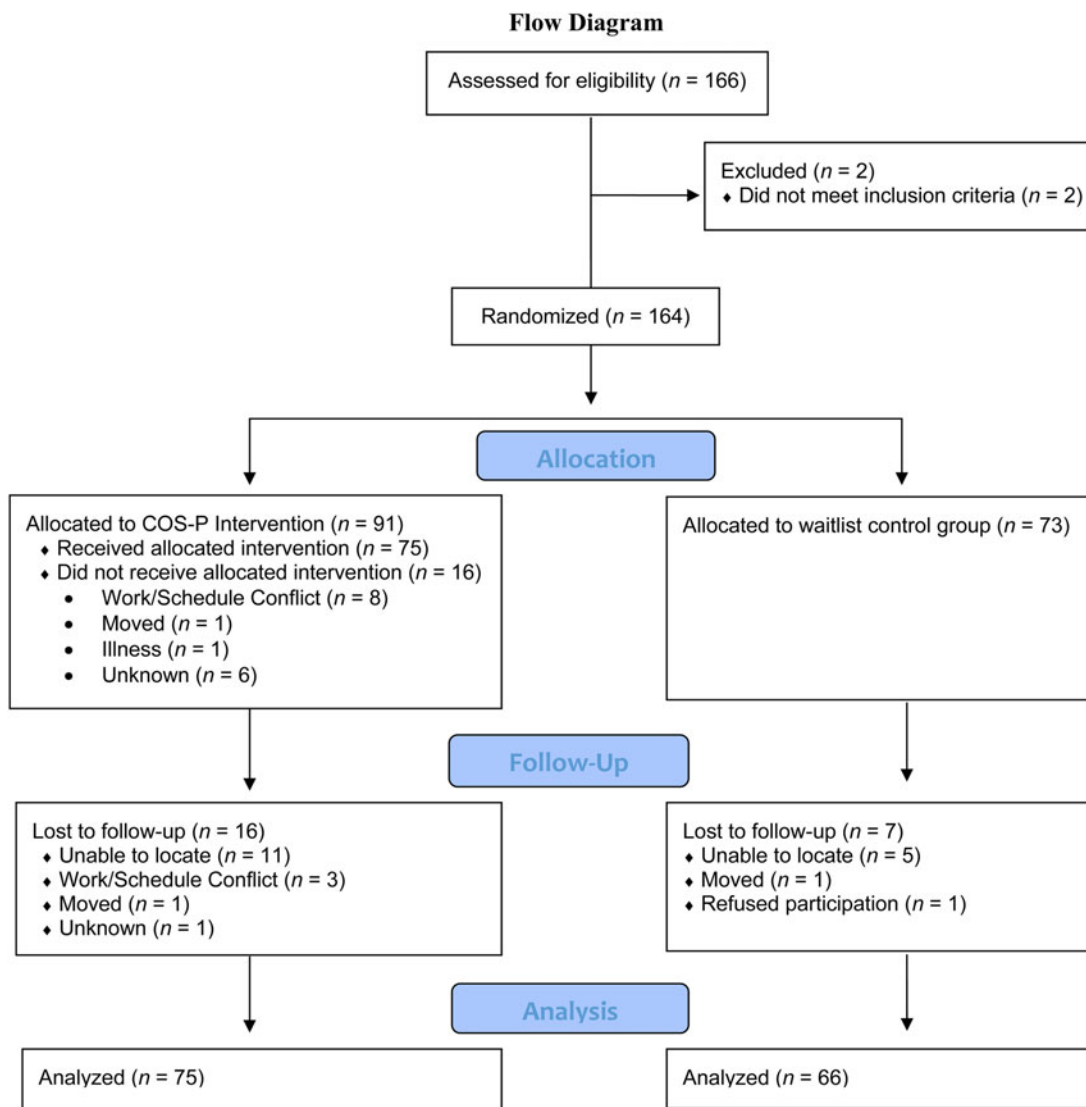 Flow Diagram
Assessed for eligibility (n = 166)
Excluded (n = 2)
♦ Did not meet inclusion criteria (n = 2)
Randomized (n = 164)
Allocation
Allocated to COS-P Intervention (n = 91)
♦ Received allocated intervention (n = 75)
♦ Did not receive allocated intervention (n = 16)
• Work/Schedule Conflict (n = 8)
• Moved (n = 1)
• Illness (n = 1)
• Unknown (n = 6)
Allocated to waitlist control group (n = 73)
Follow-Up
Lost to follow-up (n = 16)
♦ Unable to locate (n = 11)
♦ Work/Schedule Conflict (n = 3)
♦ Moved (n = 1)
♦ Unknown (n = 1)
Lost to follow-up (n = 7)
♦ Unable to locate (n = 5)
♦ Moved (n = 1)
♦ Refused participation (n = 1)
Analysis
Analyzed (n = 75)
Analyzed (n = 66)